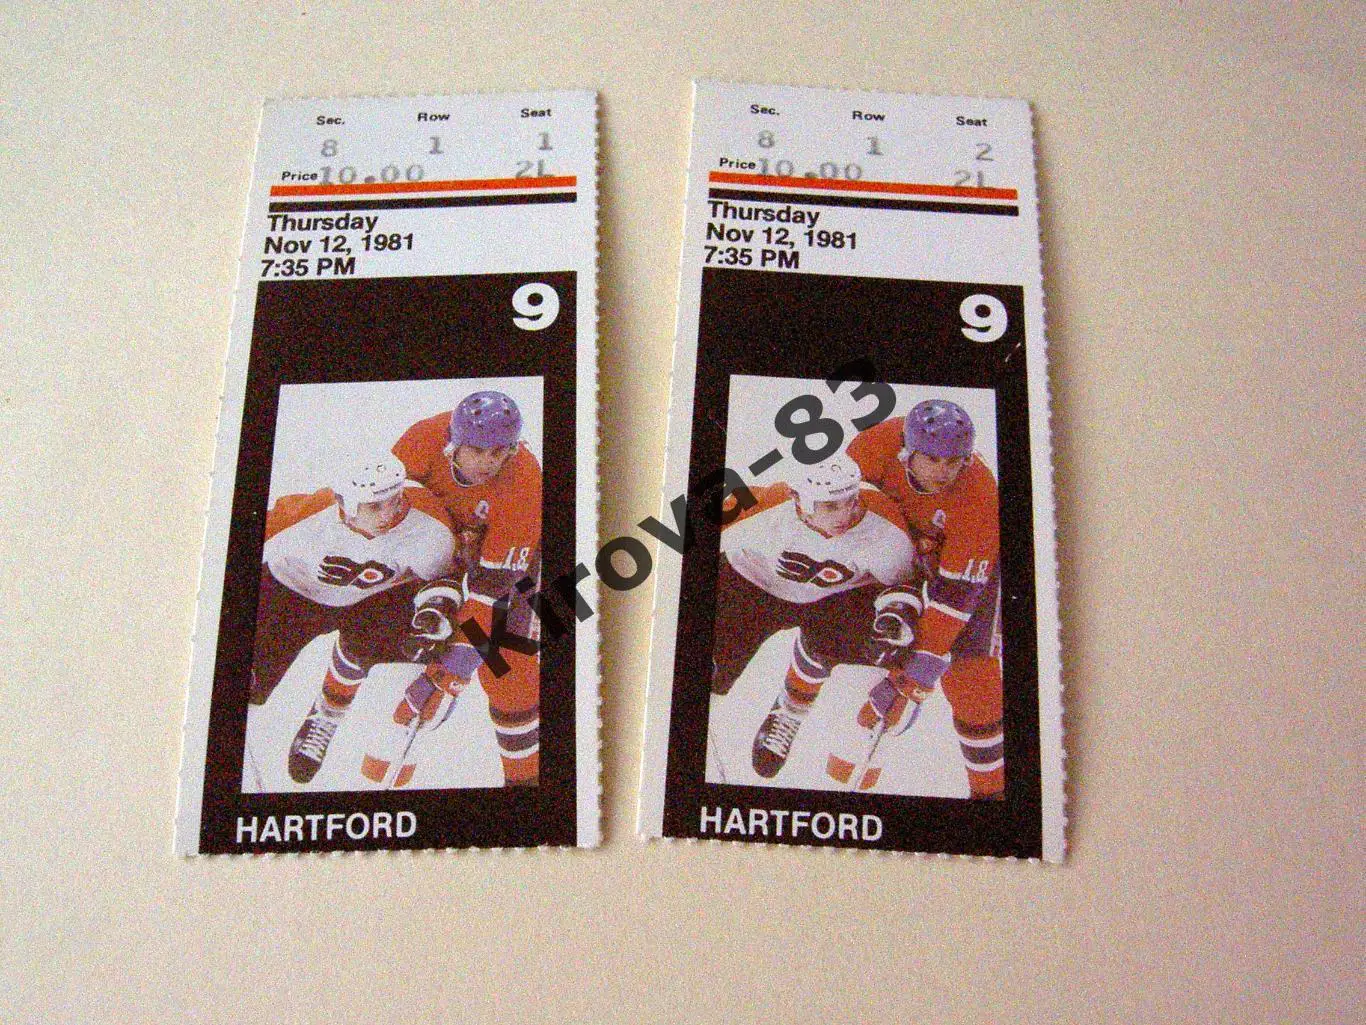 Sec. Row Seat
8 1 1
Price 10.00 2L
Thursday
Nov 12, 1981
7:35 PM
9
18
HARTFORD
Sec. Row Seat
8 1 2
Price 10.00 2L
Thursday
Nov 12, 1981
7:35 PM
9
18
HARTFORD
kirova-83